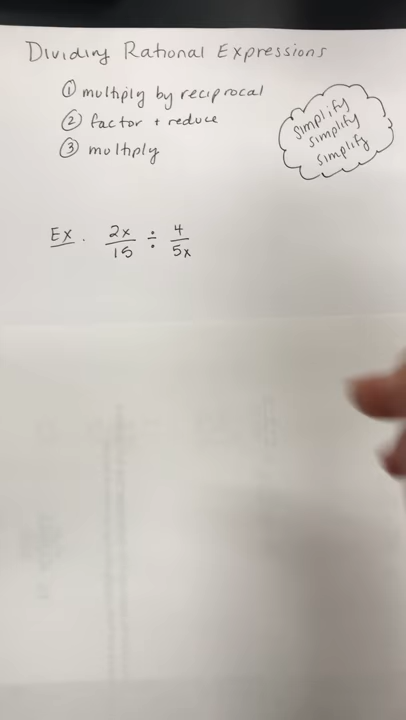 Dividing Rational Expressions
① multiply by reciprocal
② factor + reduce
③ multiply
simplify
simplify
simplify
Ex. 2x/15 ÷ 4/5x